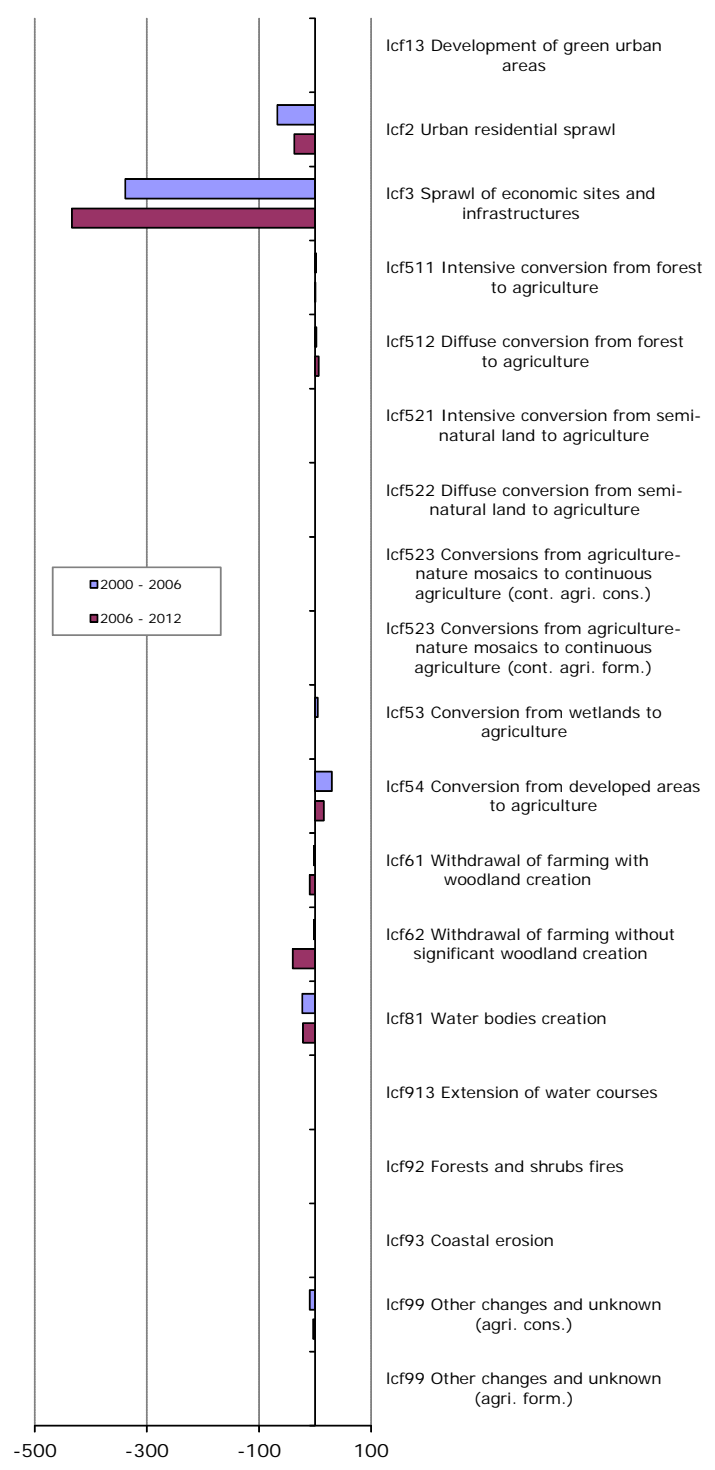 lcf13 Development of green urban
areas
lcf2 Urban residential sprawl
lcf3 Sprawl of economic sites and
infrastructures
lcf511 Intensive conversion from forest
to agriculture
lcf512 Diffuse conversion from forest
to agriculture
lcf521 Intensive conversion from semi-
natural land to agriculture
lcf522 Diffuse conversion from semi-
natural land to agriculture
lcf523 Conversions from agriculture-
nature mosaics to continuous
agriculture (cont. agri. cons.)
2000 - 2006
2006 - 2012
lcf523 Conversions from agriculture-
nature mosaics to continuous
agriculture (cont. agri. form.)
lcf53 Conversion from wetlands to
agriculture
lcf54 Conversion from developed areas
to agriculture
lcf61 Withdrawal of farming with
woodland creation
lcf62 Withdrawal of farming without
significant woodland creation
lcf81 Water bodies creation
lcf913 Extension of water courses
lcf92 Forests and shrubs fires
lcf93 Coastal erosion
lcf99 Other changes and unknown
(agri. cons.)
lcf99 Other changes and unknown
(agri. form.)
-500 -300 -100 100